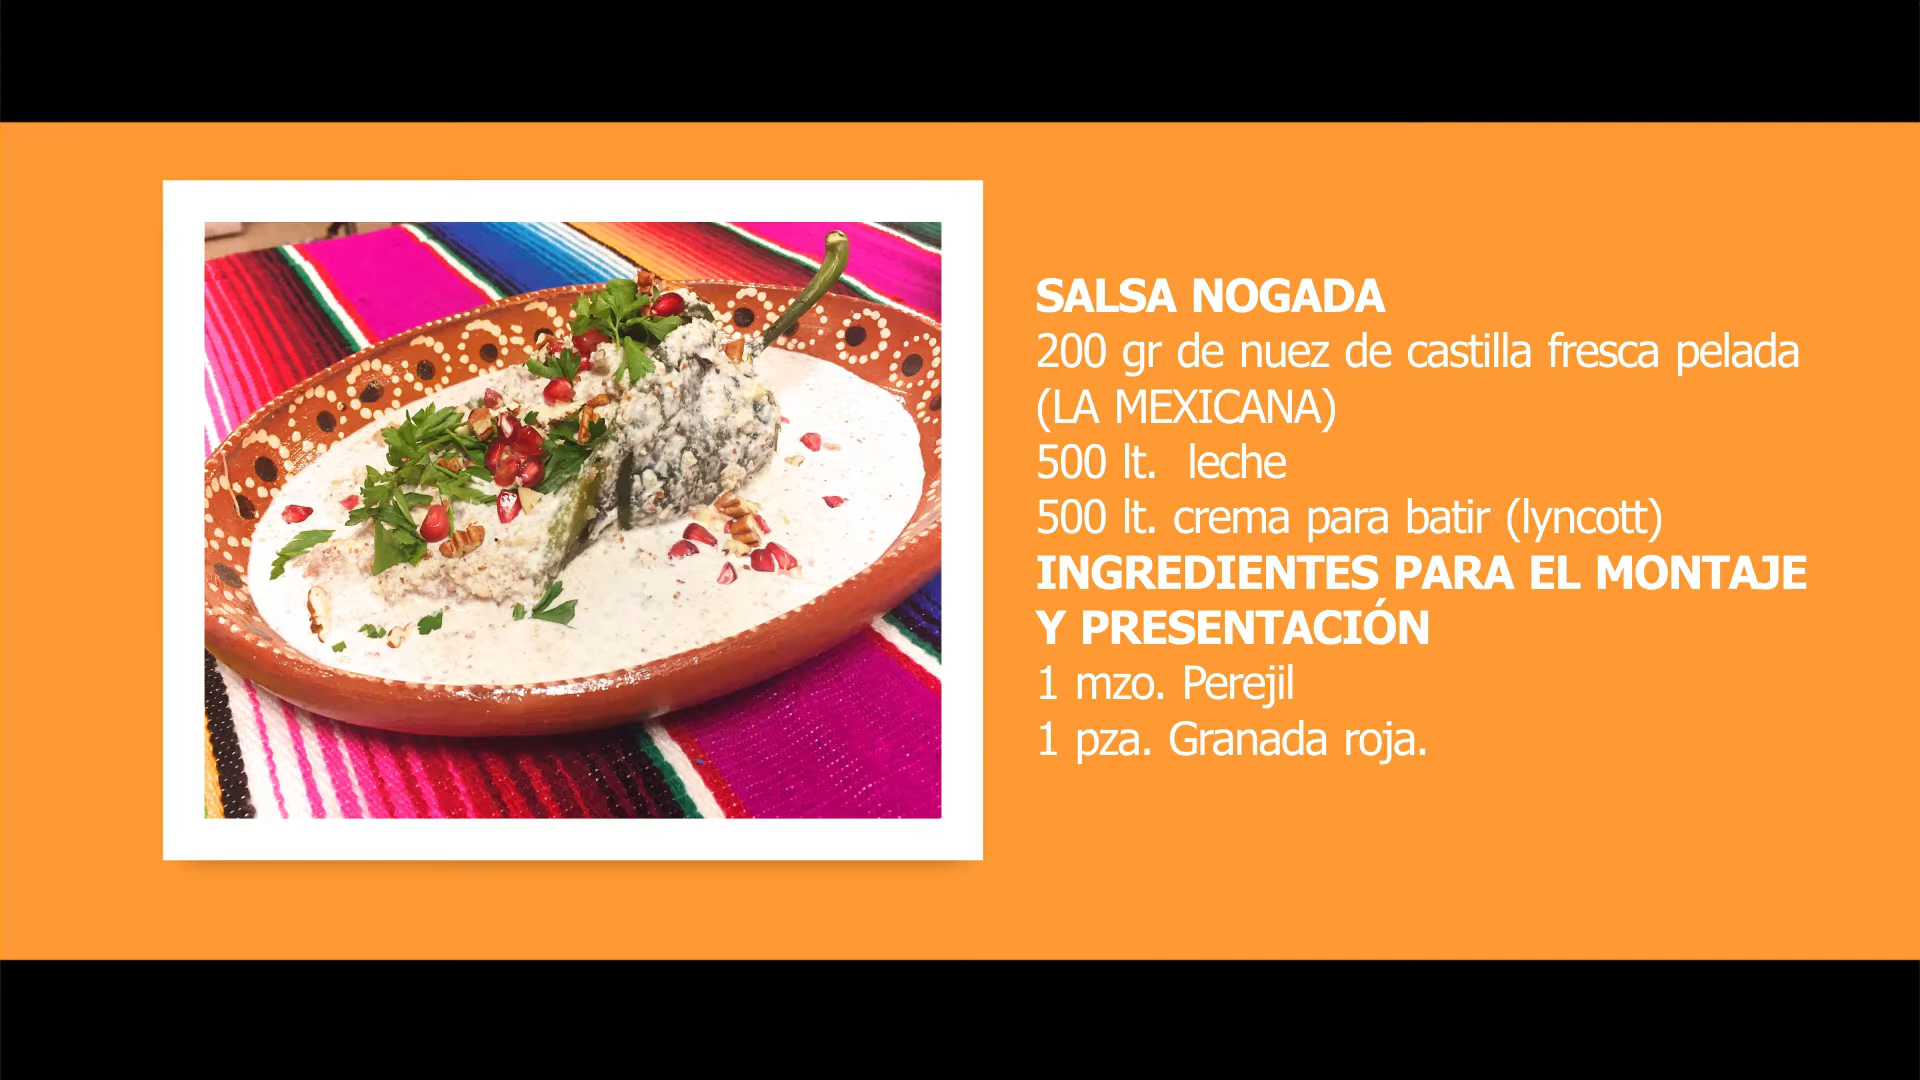 SALSA NOGADA
200 gr de nuez de castilla fresca pelada
(LA MEXICANA)
500 lt.  leche
500 lt. crema para batir (lyncott)
INGREDIENTES PARA EL MONTAJE
Y PRESENTACIÓN
1 mzo. Perejil
1 pza. Granada roja.